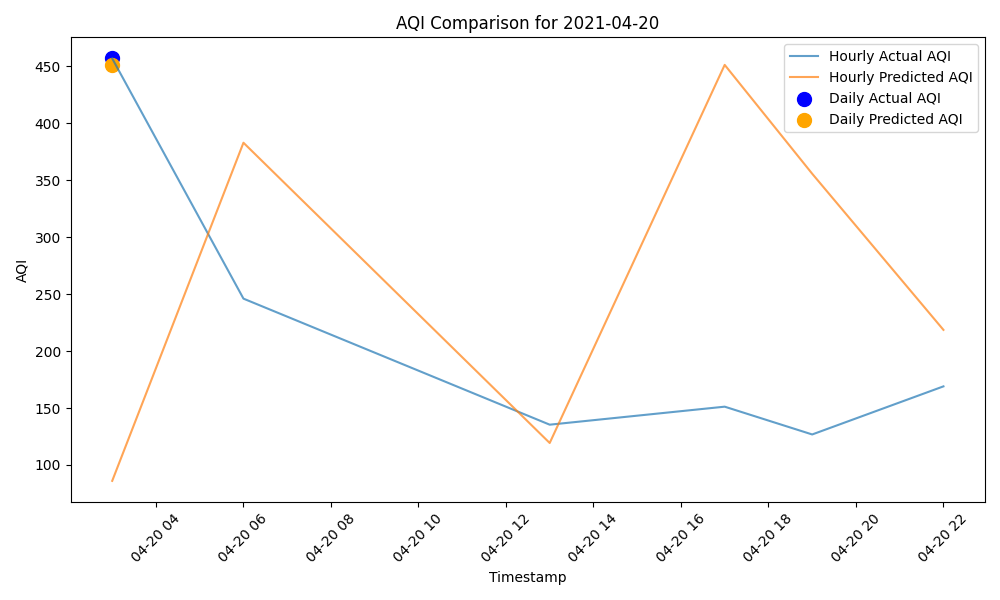 AQI Comparison for 2021-04-20
Hourly Actual AQI
Hourly Predicted AQI
Daily Actual AQI
Daily Predicted AQI
AQI
450
400
350
300
250
200
150
100
04-20 04
04-20 06
04-20 08
04-20 10
04-20 12
04-20 14
04-20 16
04-20 18
04-20 20
04-20 22
Timestamp